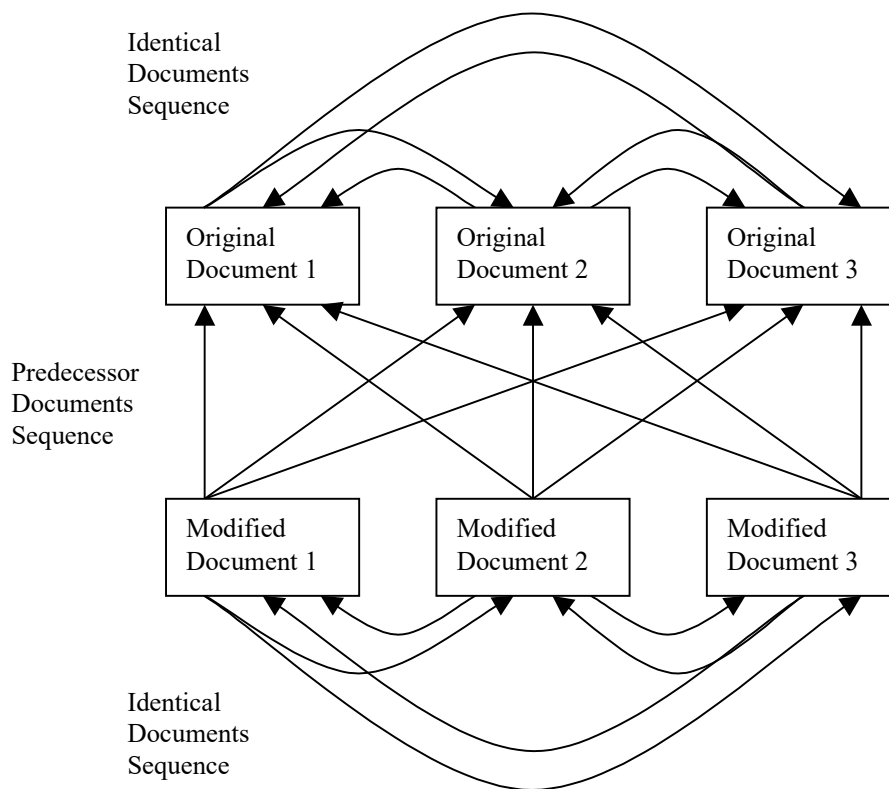 Identical
Documents
Sequence
Original
Document 1
Original
Document 2
Original
Document 3
Predecessor
Documents
Sequence
Modified
Document 1
Modified
Document 2
Modified
Document 3
Identical
Documents
Sequence